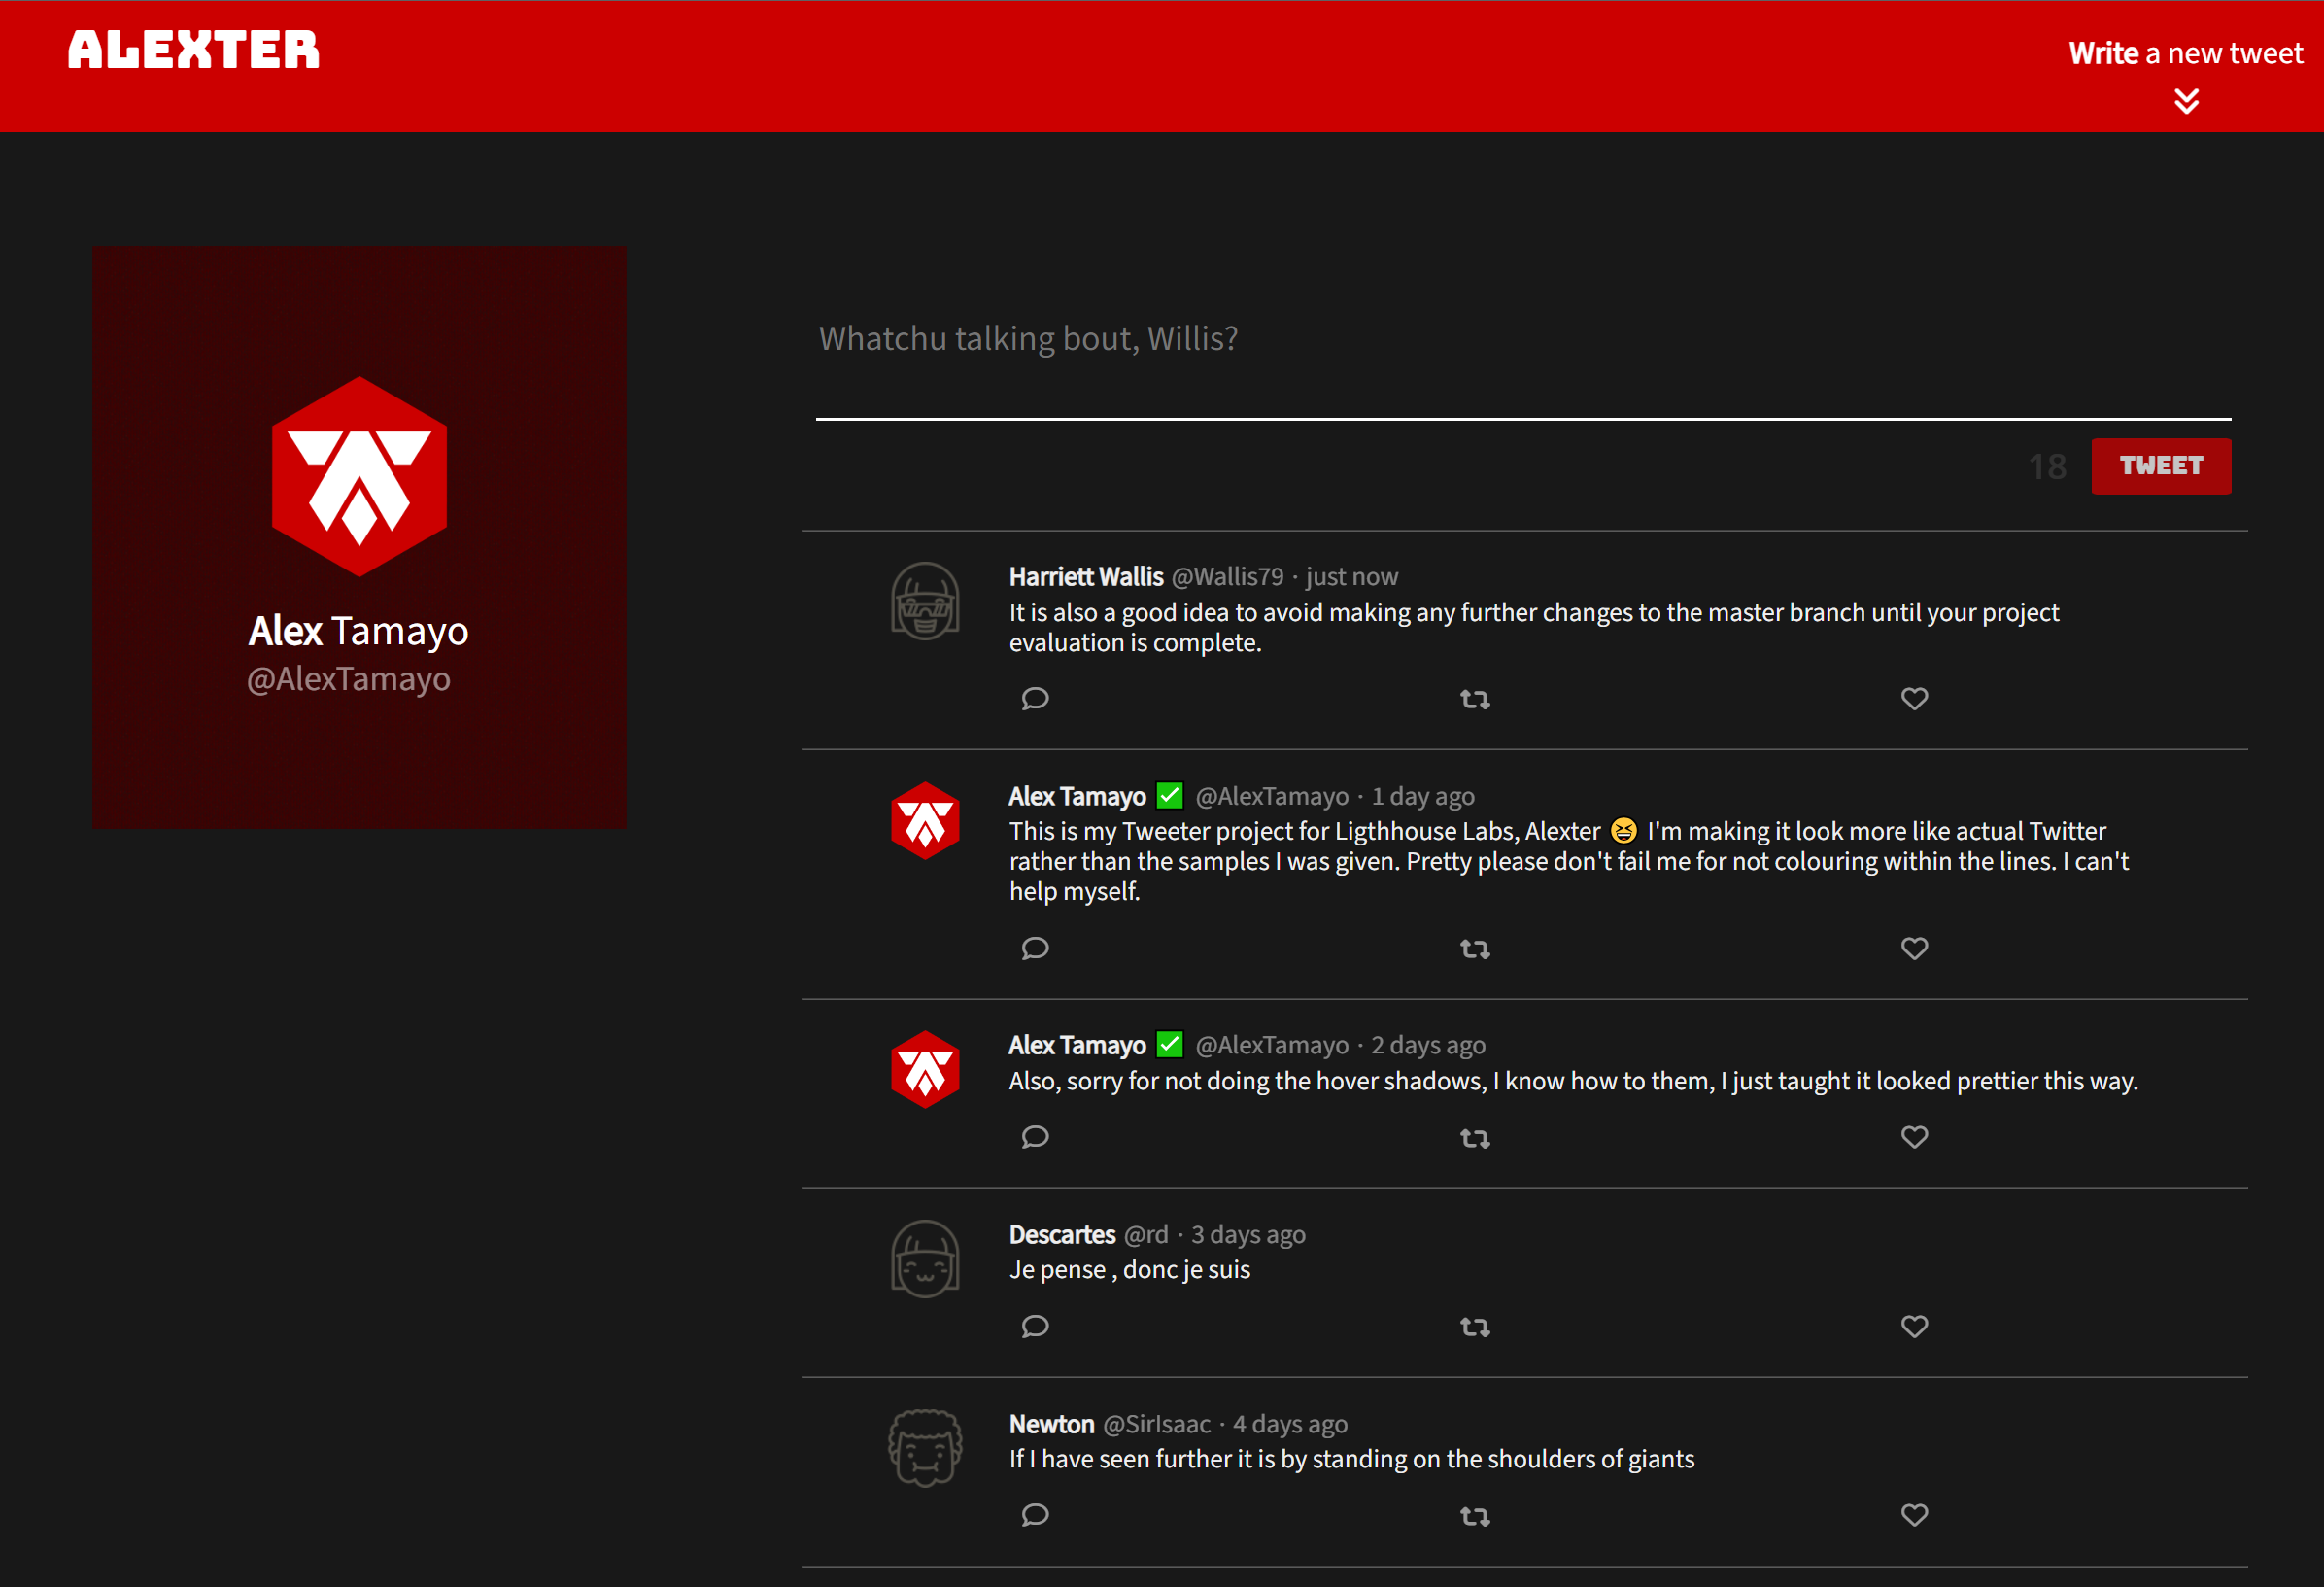 ALEXTER
Write a new tweet
Alex Tamayo
@AlexTamayo
Whatchu talking bout, Willis?
18 TWEET
Harriett Wallis @Wallis79 · just now
It is also a good idea to avoid making any further changes to the master branch until your project
evaluation is complete.
Alex Tamayo ✅ @AlexTamayo · 1 day ago
This is my Tweeter project for Ligthhouse Labs, Alexter 😆 I'm making it look more like actual Twitter
rather than the samples I was given. Pretty please don't fail me for not colouring within the lines. I can't
help myself.
Alex Tamayo ✅ @AlexTamayo · 2 days ago
Also, sorry for not doing the hover shadows, I know how to them, I just taught it looked prettier this way.
Descartes @rd · 3 days ago
Je pense , donc je suis
Newton @SirIsaac · 4 days ago
If I have seen further it is by standing on the shoulders of giants